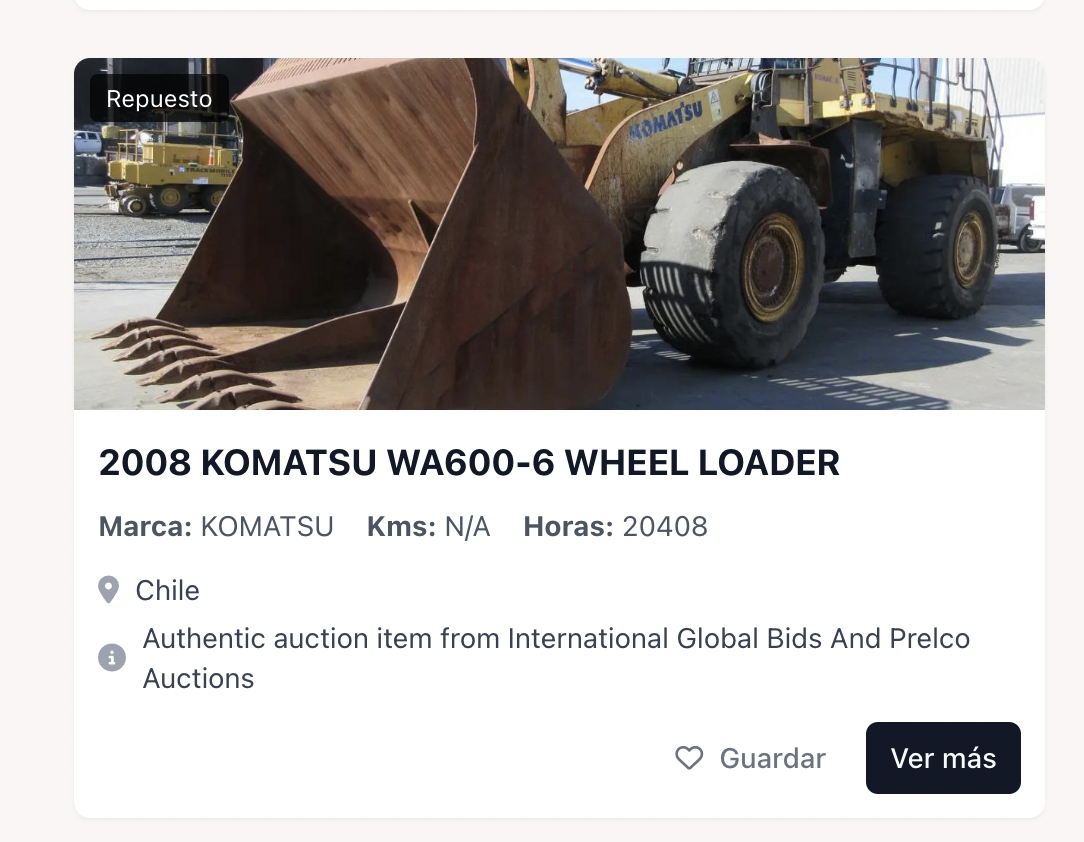 Repuesto
TRACKMOBILE
KOMATSU
2008 KOMATSU WA600-6 WHEEL LOADER
Marca: KOMATSU Kms: N/A Horas: 20408
Chile
Authentic auction item from International Global Bids And Prelco
Auctions
Guardar Ver más